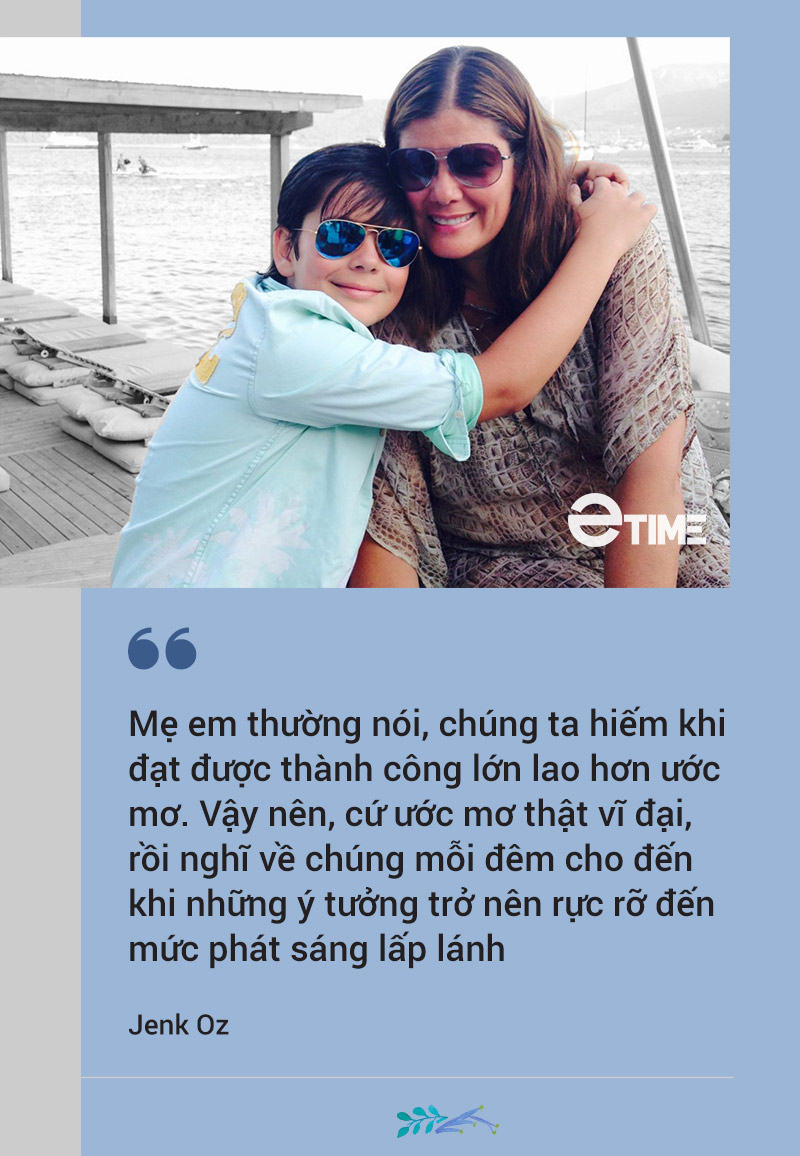 eTIME
Mẹ em thường nói, chúng ta hiếm khi
đạt được thành công lớn lao hơn ước
mơ. Vậy nên, cứ ước mơ thật vĩ đại,
rồi nghĩ về chúng mỗi đêm cho đến
khi những ý tưởng trở nên rực rỡ đến
mức phát sáng lấp lánh
Jenk Oz